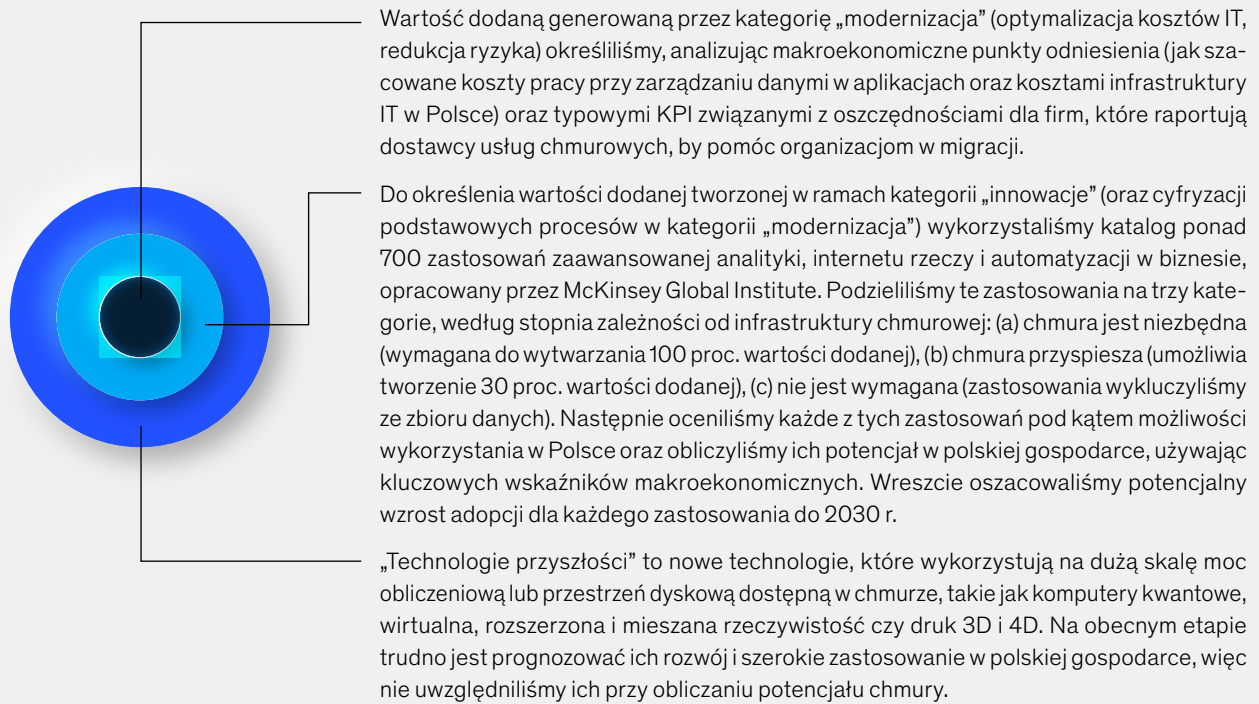 Wartość dodaną generowaną przez kategorię „modernizacja” (optymalizacja kosztów IT,
redukcja ryzyka) określiliśmy, analizując makroekonomiczne punkty odniesienia (jak sza-
cowane koszty pracy przy zarządzaniu danymi w aplikacjach oraz kosztami infrastruktury
IT w Polsce) oraz typowymi KPI związanymi z oszczędnościami dla firm, które raportują
dostawcy usług chmurowych, by pomóc organizacjom w migracji.
Do określenia wartości dodanej tworzonej w ramach kategorii „innowacje” (oraz cyfryzacji
podstawowych procesów w kategorii „modernizacja”) wykorzystaliśmy katalog ponad
700 zastosowań zaawansowanej analityki, internetu rzeczy i automatyzacji w biznesie,
opracowany przez McKinsey Global Institute. Podzieliliśmy te zastosowania na trzy kate-
gorie, według stopnia zależności od infrastruktury chmurowej: (a) chmura jest niezbędna
(wymagana do wytwarzania 100 proc. wartości dodanej), (b) chmura przyspiesza (umożliwia
tworzenie 30 proc. wartości dodanej), (c) nie jest wymagana (zastosowania wykluczyliśmy
ze zbioru danych). Następnie oceniliśmy każde z tych zastosowań pod kątem możliwości
wykorzystania w Polsce oraz obliczyliśmy ich potencjał w polskiej gospodarce, używając
kluczowych wskaźników makroekonomicznych. Wreszcie oszacowaliśmy potencjalny
wzrost adopcji dla każdego zastosowania do 2030 r.
„Technologie przyszłości” to nowe technologie, które wykorzystują na dużą skalę moc
obliczeniową lub przestrzeń dyskową dostępną w chmurze, takie jak komputery kwantowe,
wirtualna, rozszerzona i mieszana rzeczywistość czy druk 3D i 4D. Na obecnym etapie
trudno jest prognozować ich rozwój i szerokie zastosowanie w polskiej gospodarce, więc
nie uwzględniliśmy ich przy obliczaniu potencjału chmury.